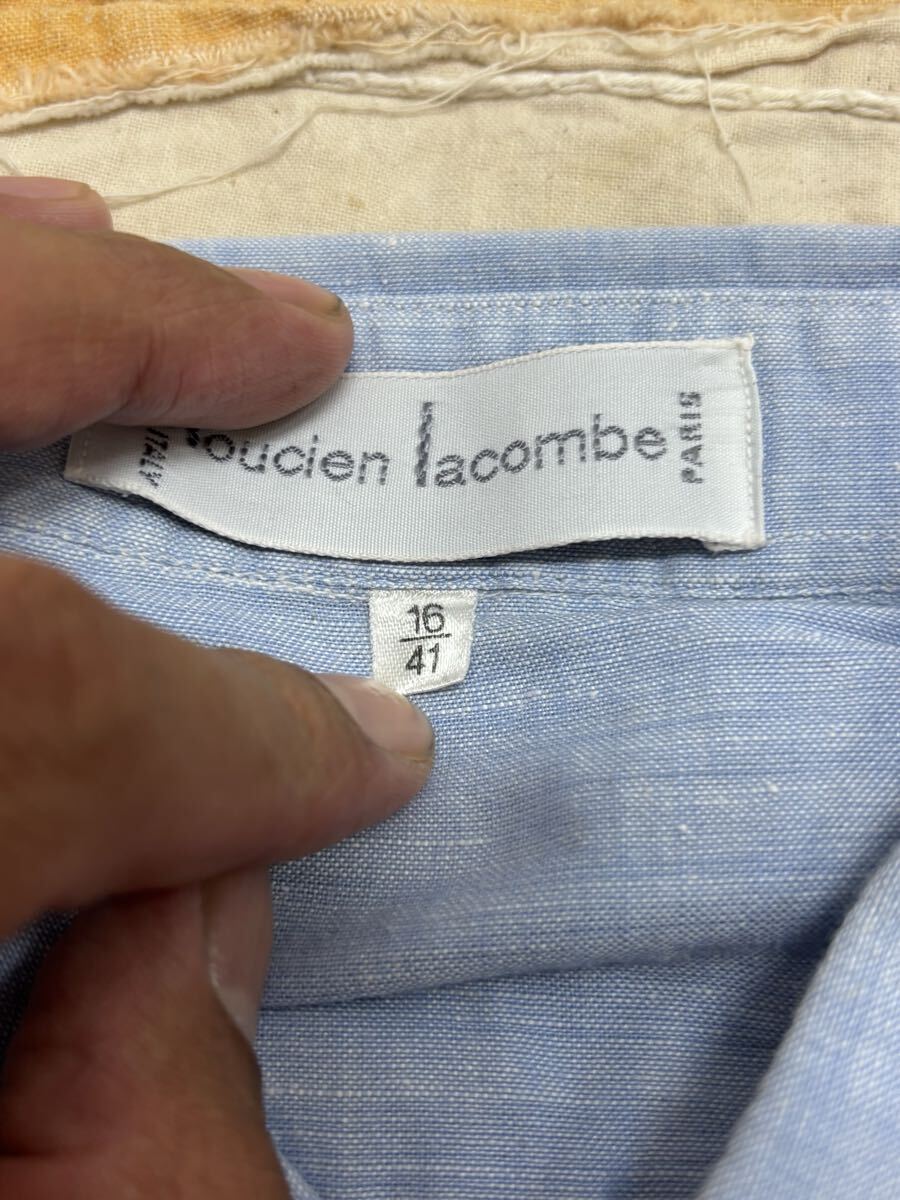 ITALY
oucien lacombe
PARIS
16
41